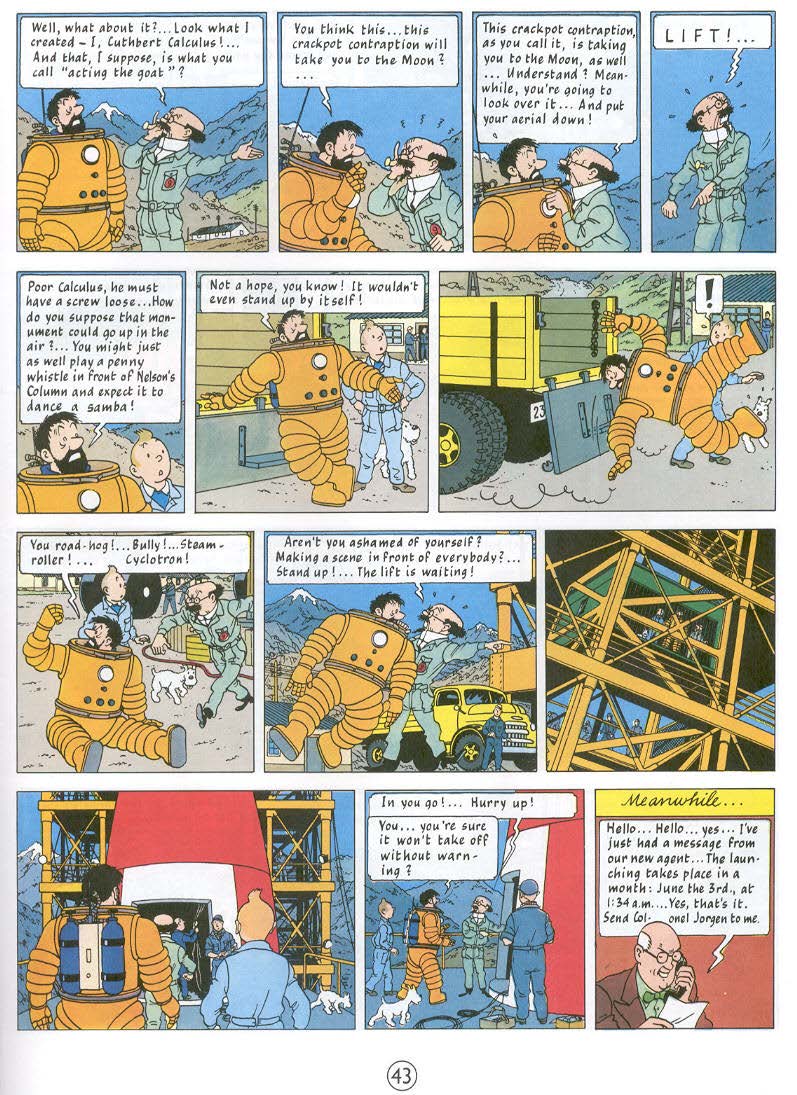 Well, what about it?... Look what I
created – I, Cuthbert Calculus!...
And that, I suppose, is what you
call "acting the goat"?
You think this...this
crackpot contraption will
take you to the Moon?
...
This crackpot contraption,
as you call it, is taking
you to the Moon, as well
... Understand? Mean-
while, you're going to
look over it... And put
your aerial down!
LIFT!...
Poor Calculus, he must
have a screw loose...How
do you suppose that mon-
ument could go up in the
air?... You might just
as well play a penny
whistle in front of Nelson's
Column and expect it to
dance a samba!
Not a hope, you know! It wouldn't
even stand up by itself!
!
23
You road-hog!...Bully!...Steam-
roller!... Cyclotron!
Aren't you ashamed of yourself?
Making a scene in front of everybody?...
Stand up!... The lift is waiting!
In you go!... Hurry up!
You... you're sure
it won't take off
without warn-
ing?
Meanwhile...
Hello... Hello... yes... I've
just had a message from
our new agent...The laun-
ching takes place in a
month: June the 3rd., at
1:34 a.m....Yes, that's it.
Send Col- onel Jorgen to me.
43